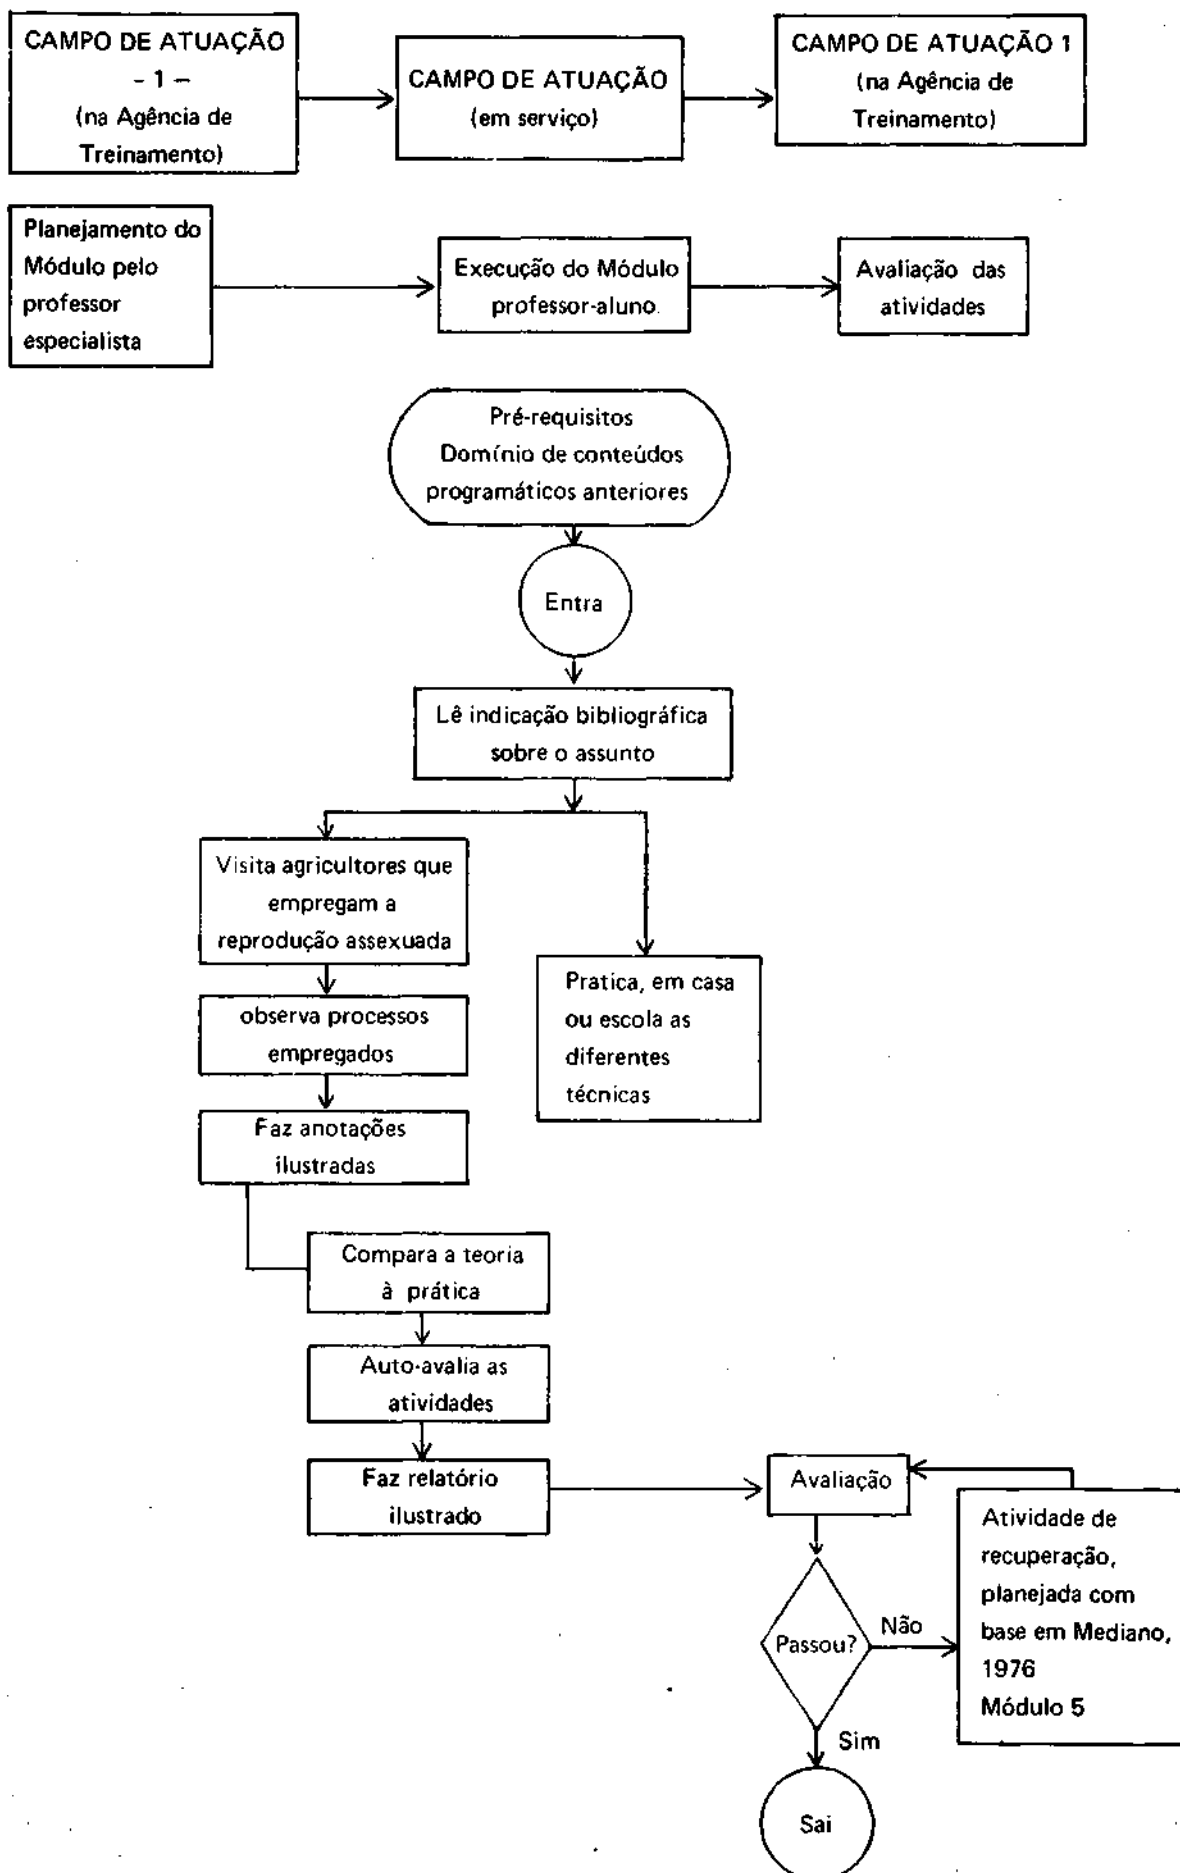 CAMPO DE ATUAÇÃO
– 1 –
(na Agência de
Treinamento)
CAMPO DE ATUAÇÃO
(em serviço)
CAMPO DE ATUAÇÃO 1
(na Agência de
Treinamento)
Planejamento do
Módulo pelo
professor
especialista
Execução do Módulo
professor-aluno.
Avaliação das
atividades
Pré-requisitos
Domínio de conteúdos
programáticos anteriores
Entra
Lê indicação bibliográfica
sobre o assunto
Visita agricultores que
empregam a
reprodução assexuada
observa processos
empregados
Faz anotações
ilustradas
Pratica, em casa
ou escola as
diferentes
técnicas
Compara a teoria
à prática
Auto-avalia as
atividades
Faz relatório
ilustrado
Avaliação
Passou?
Não
Atividade de
recuperação,
planejada com
base em Mediano,
1976
Módulo 5
Sim
Sai